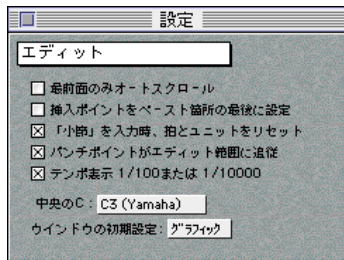 設定
エディット
最前面のみオートスクロール
挿入ポイントをペースト箇所の最後に設定
「小節」を入力時、拍とユニットをリセット
パンチポイントがエディット範囲に追従
テンポ表示 1/100または 1/10000
中央のC : C3 (Yamaha)
ウインドウの初期設定: グラフィック